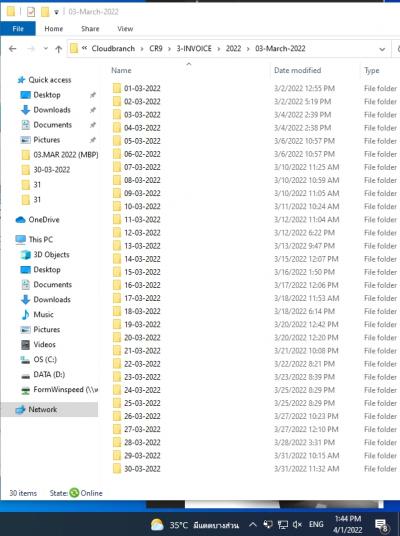 03-March-2022
File Home Share View
Cloudbranch > CR9 > 3-INVOICE > 2022 > 03-March-2022
Name Date modified Type
Quick access
Desktop
Downloads
Documents
Pictures
03.MAR 2022 (MBP)
30-03-2022
31
31
OneDrive
This PC
3D Objects
Desktop
Documents
Downloads
Music
Pictures
Videos
OS (C:)
DATA (D:)
FormWinspeed (\\w
Network
01-03-2022 3/2/2022 12:55 PM File folder
02-03-2022 3/2/2022 5:19 PM File folder
03-03-2022 3/4/2022 2:39 PM File folder
04-03-2022 3/4/2022 2:38 PM File folder
05-03-2022 3/6/2022 10:57 PM File folder
06-03-2022 3/6/2022 10:57 PM File folder
07-03-2022 3/10/2022 11:25 AM File folder
08-03-2022 3/10/2022 10:59 AM File folder
09-03-2022 3/10/2022 11:05 AM File folder
10-03-2022 3/11/2022 10:24 AM File folder
11-03-2022 3/12/2022 11:04 AM File folder
12-03-2022 3/12/2022 6:22 PM File folder
13-03-2022 3/13/2022 9:47 PM File folder
14-03-2022 3/15/2022 12:07 PM File folder
15-03-2022 3/16/2022 1:50 PM File folder
16-03-2022 3/17/2022 12:06 PM File folder
17-03-2022 3/18/2022 11:53 AM File folder
18-03-2022 3/18/2022 6:14 PM File folder
19-03-2022 3/20/2022 12:42 PM File folder
20-03-2022 3/20/2022 12:20 PM File folder
21-03-2022 3/21/2022 10:08 PM File folder
22-03-2022 3/22/2022 8:21 PM File folder
23-03-2022 3/23/2022 8:39 PM File folder
24-03-2022 3/25/2022 8:29 PM File folder
25-03-2022 3/25/2022 8:29 PM File folder
26-03-2022 3/27/2022 10:23 PM File folder
27-03-2022 3/27/2022 12:10 PM File folder
28-03-2022 3/28/2022 3:31 PM File folder
29-03-2022 3/31/2022 10:15 AM File folder
30-03-2022 3/31/2022 11:32 AM File folder
30 items State: Online
35°C มีแดดบางส่วน ENG 1:44 PM
4/1/2022 8